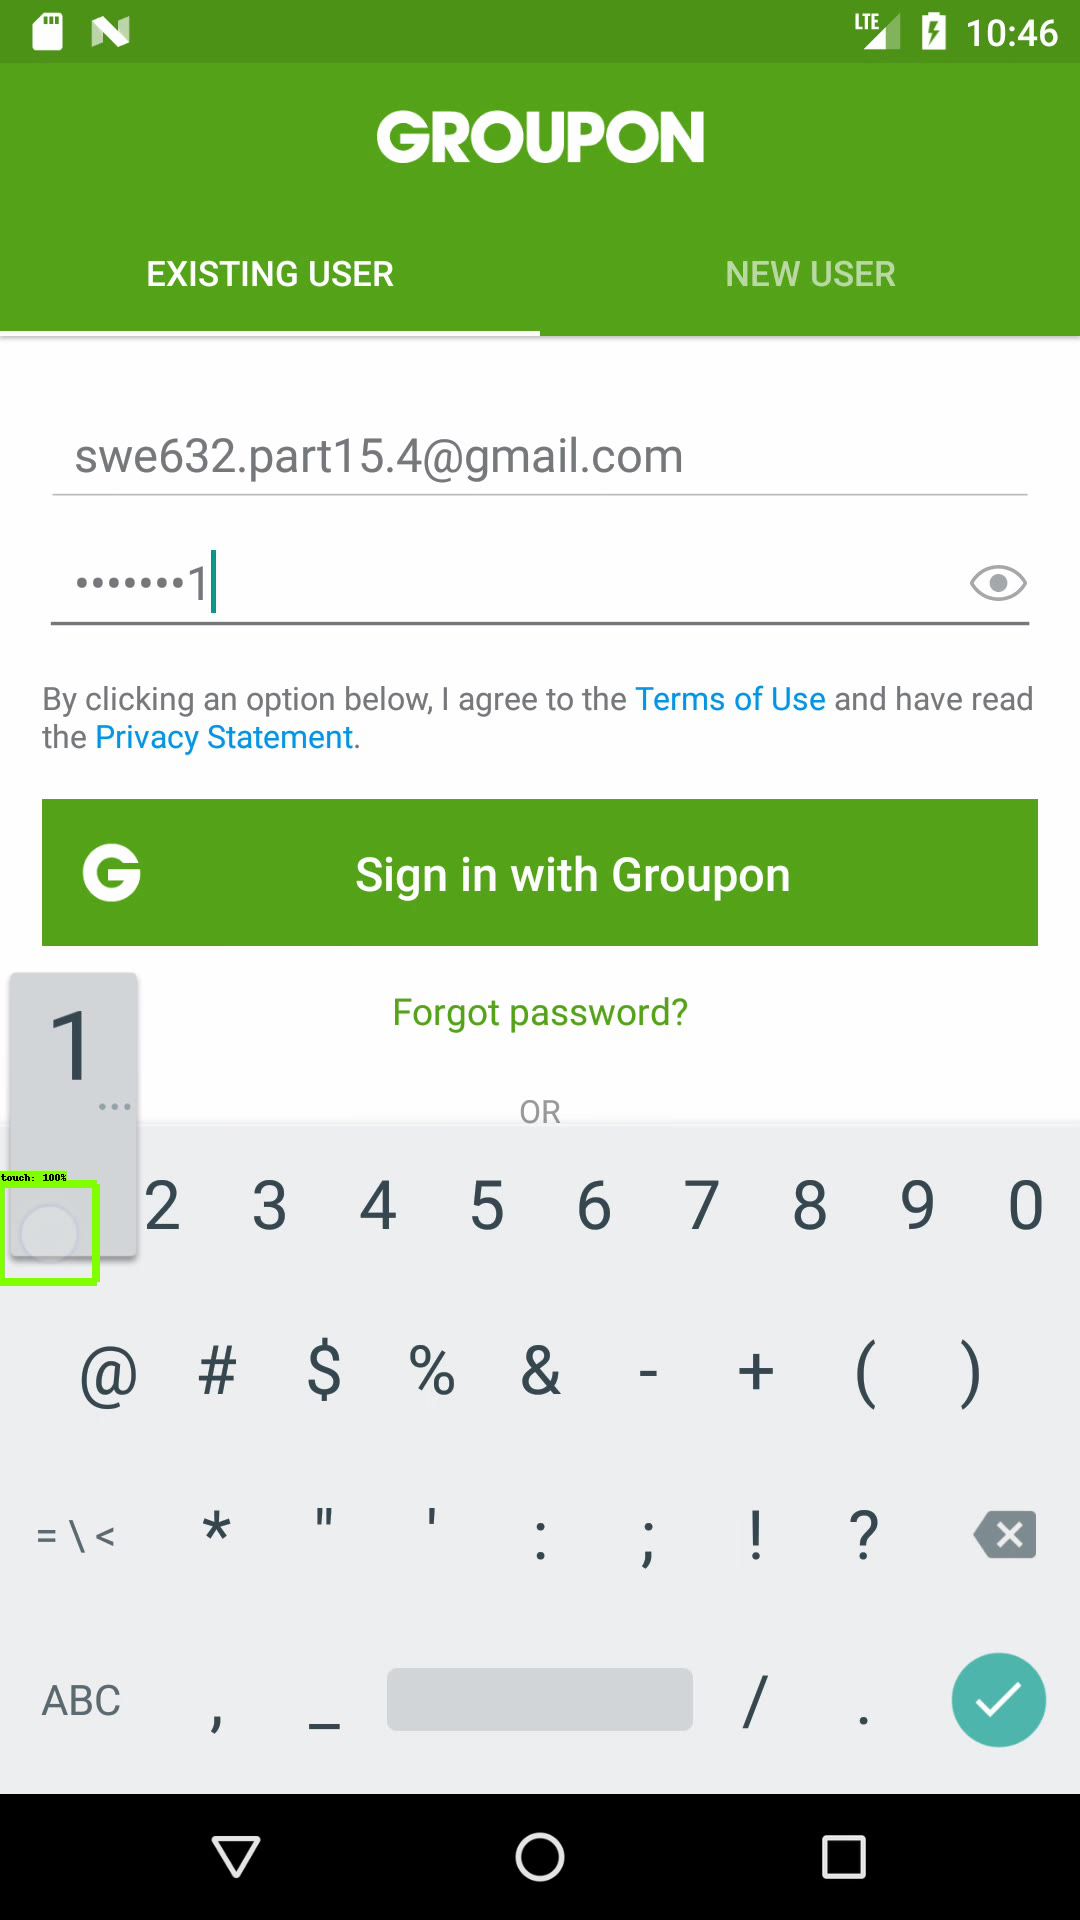 LTE 10:46
GROUPON
EXISTING USER NEW USER
swe632.part15.4@gmail.com
•••••••1
By clicking an option below, I agree to the Terms of Use and have read
the Privacy Statement.
G Sign in with Groupon
Forgot password?
OR
1
...
touch: 100%
2 3 4 5 6 7 8 9 0
@ # $ % & - + ( )
= \ < * " ' : ; ! ?
ABC , _ / .